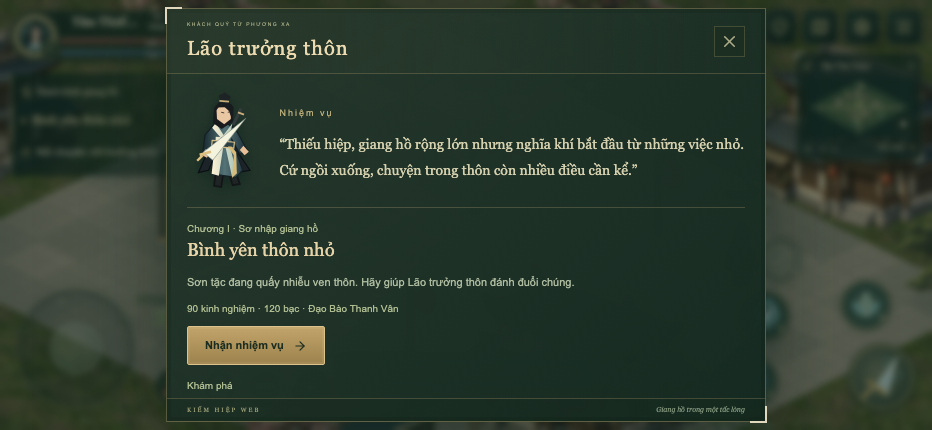 KHÁCH QUÝ TỪ PHƯƠNG XA
Lão trưởng thôn
Nhiệm vụ
“Thiếu hiệp, giang hồ rộng lớn nhưng nghĩa khí bắt đầu từ những việc nhỏ.
Cứ ngồi xuống, chuyện trong thôn còn nhiều điều cần kể.”
Chương I · Sơ nhập giang hồ
Bình yên thôn nhỏ
Sơn tặc đang quấy nhiễu ven thôn. Hãy giúp Lão trưởng thôn đánh đuổi chúng.
90 kinh nghiệm · 120 bạc · Đạo Bào Thanh Vân
Nhận nhiệm vụ →
Khám phá
KIẾM HIỆP WEB
Giang hồ trong một tấc lòng